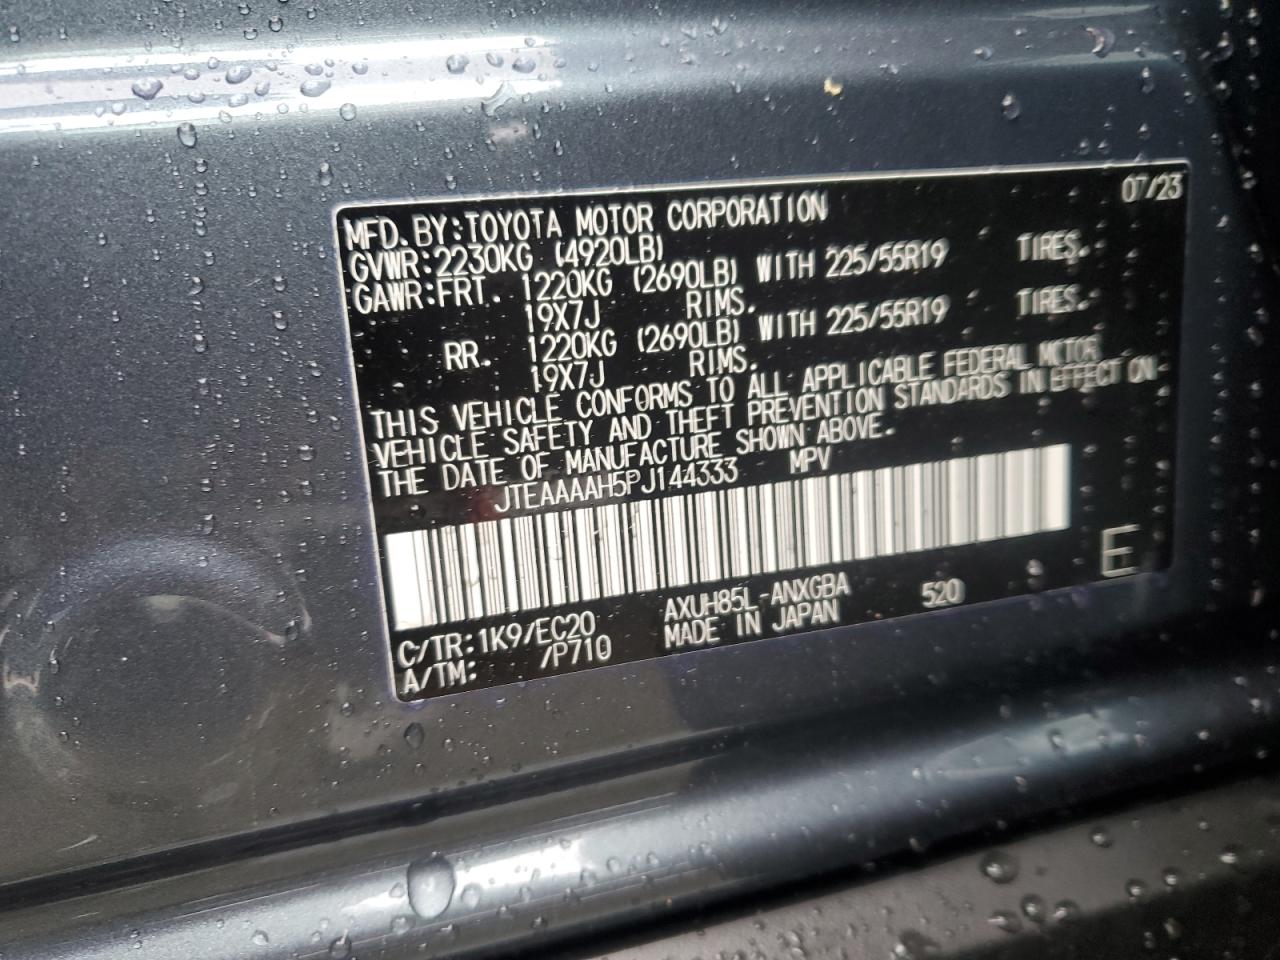 07/23
MFD. BY: TOYOTA MOTOR CORPORATION
GVWR: 2230KG (4920LB)
GAWR: FRT. 1220KG (2690LB) WITH 225/55R19 TIRES.
19X7J RIMS.
RR. 1220KG (2690LB) WITH 225/55R19 TIRES.
19X7J RIMS.
THIS VEHICLE CONFORMS TO ALL APPLICABLE FEDERAL MOTOR
VEHICLE SAFETY AND THEFT PREVENTION STANDARDS IN EFFECT ON
THE DATE OF MANUFACTURE SHOWN ABOVE.
JTEAAAAH5PJ144333 MPV
E
C/TR: 1K9/EC20 AXUH85L-ANXGBA 520
A/TM: /P710 MADE IN JAPAN